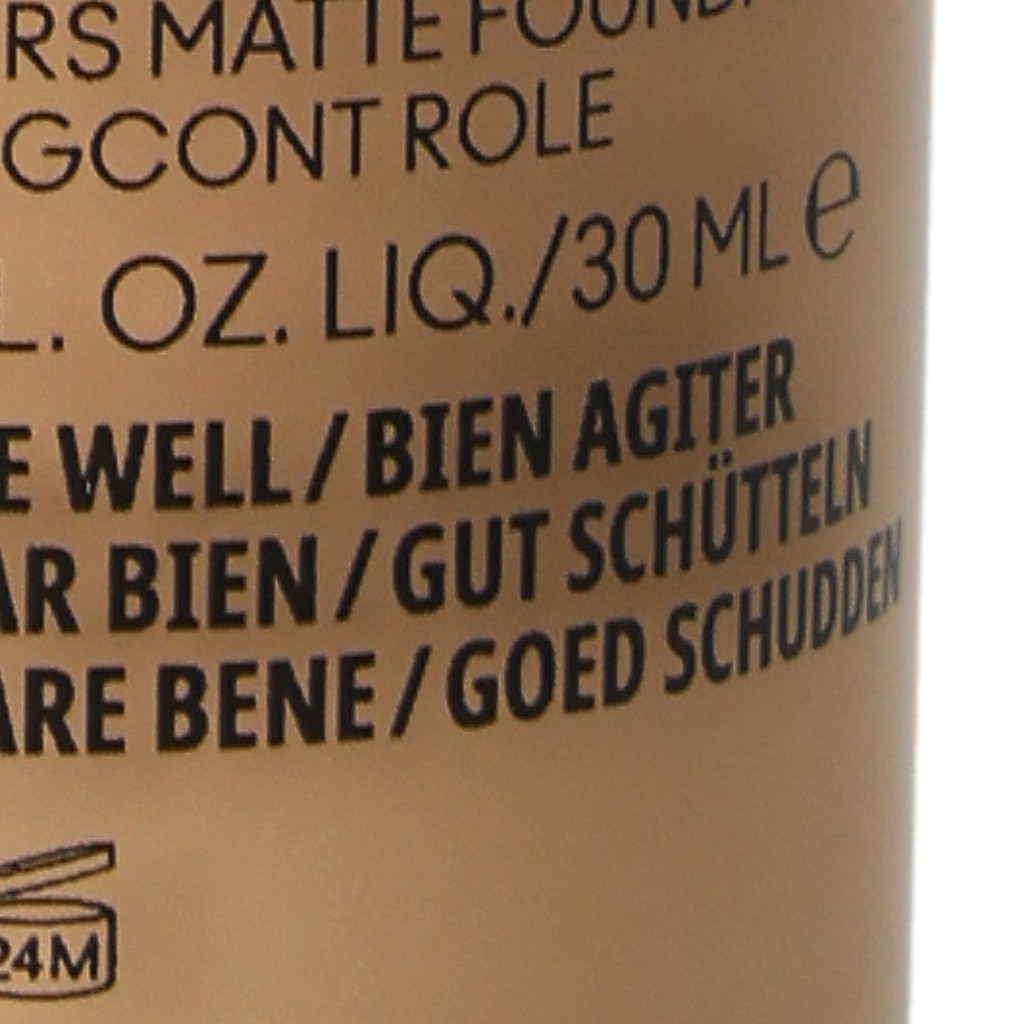 RS MATTE FOUNDA
GCONT ROLE
L. OZ. LIQ./30 ML e
E WELL/BIEN AGITER
AR BIEN/GUT SCHÜTTELN
ARE BENE/GOED SCHUDDEN
24M